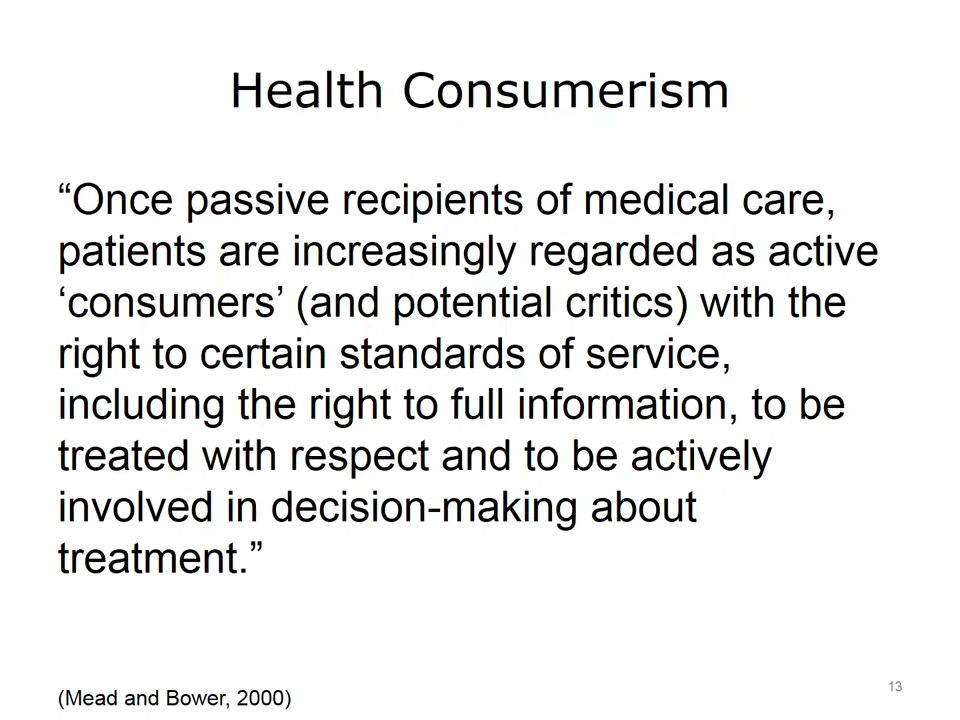 Health Consumerism
“Once passive recipients of medical care,
patients are increasingly regarded as active
‘consumers’ (and potential critics) with the
right to certain standards of service,
including the right to full information, to be
treated with respect and to be actively
involved in decision-making about
treatment.”
(Mead and Bower, 2000)
13